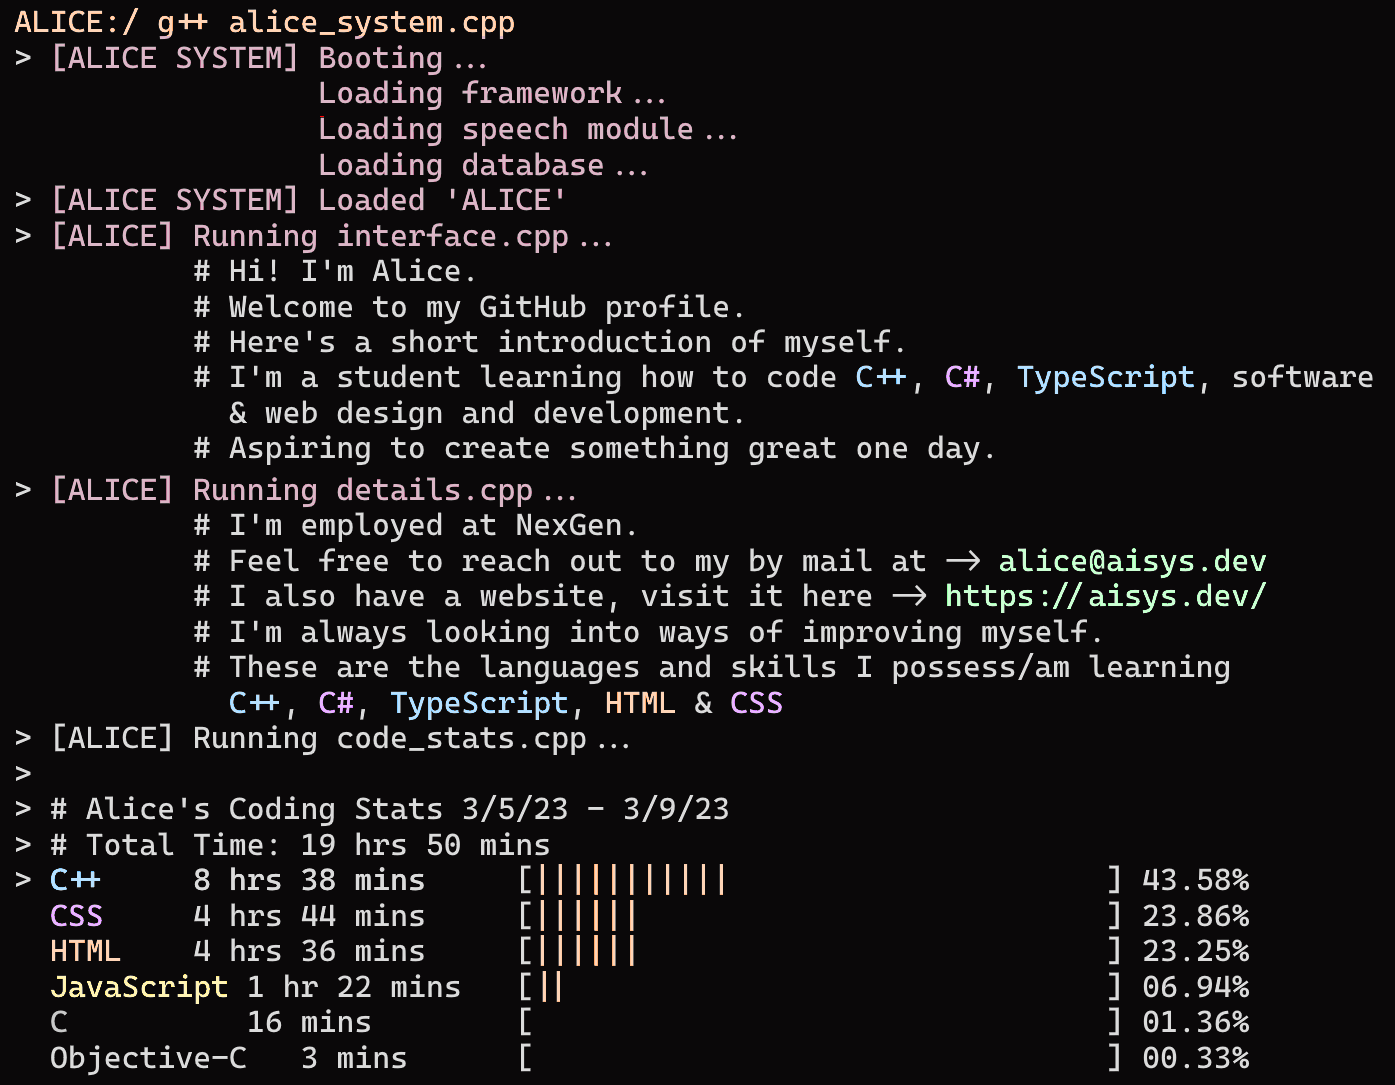 ALICE:/ g++ alice_system.cpp
> [ALICE SYSTEM] Booting...
Loading framework...
Loading speech module...
Loading database...
> [ALICE SYSTEM] Loaded 'ALICE'
> [ALICE] Running interface.cpp...
# Hi! I'm Alice.
# Welcome to my GitHub profile.
# Here's a short introduction of myself.
# I'm a student learning how to code C++, C#, TypeScript, software
& web design and development.
# Aspiring to create something great one day.
> [ALICE] Running details.cpp...
# I'm employed at NexGen.
# Feel free to reach out to my by mail at -> alice@aisys.dev
# I also have a website, visit it here -> https://aisys.dev/
# I'm always looking into ways of improving myself.
# These are the languages and skills I possess/am learning
C++, C#, TypeScript, HTML & CSS
> [ALICE] Running code_stats.cpp...
>
> # Alice's Coding Stats 3/5/23 - 3/9/23
> # Total Time: 19 hrs 50 mins
> C++ 8 hrs 38 mins [||||||||||| ] 43.58%
CSS 4 hrs 44 mins [|||||| ] 23.86%
HTML 4 hrs 36 mins [|||||| ] 23.25%
JavaScript 1 hr 22 mins [|| ] 06.94%
C 16 mins [ ] 01.36%
Objective-C 3 mins [ ] 00.33%